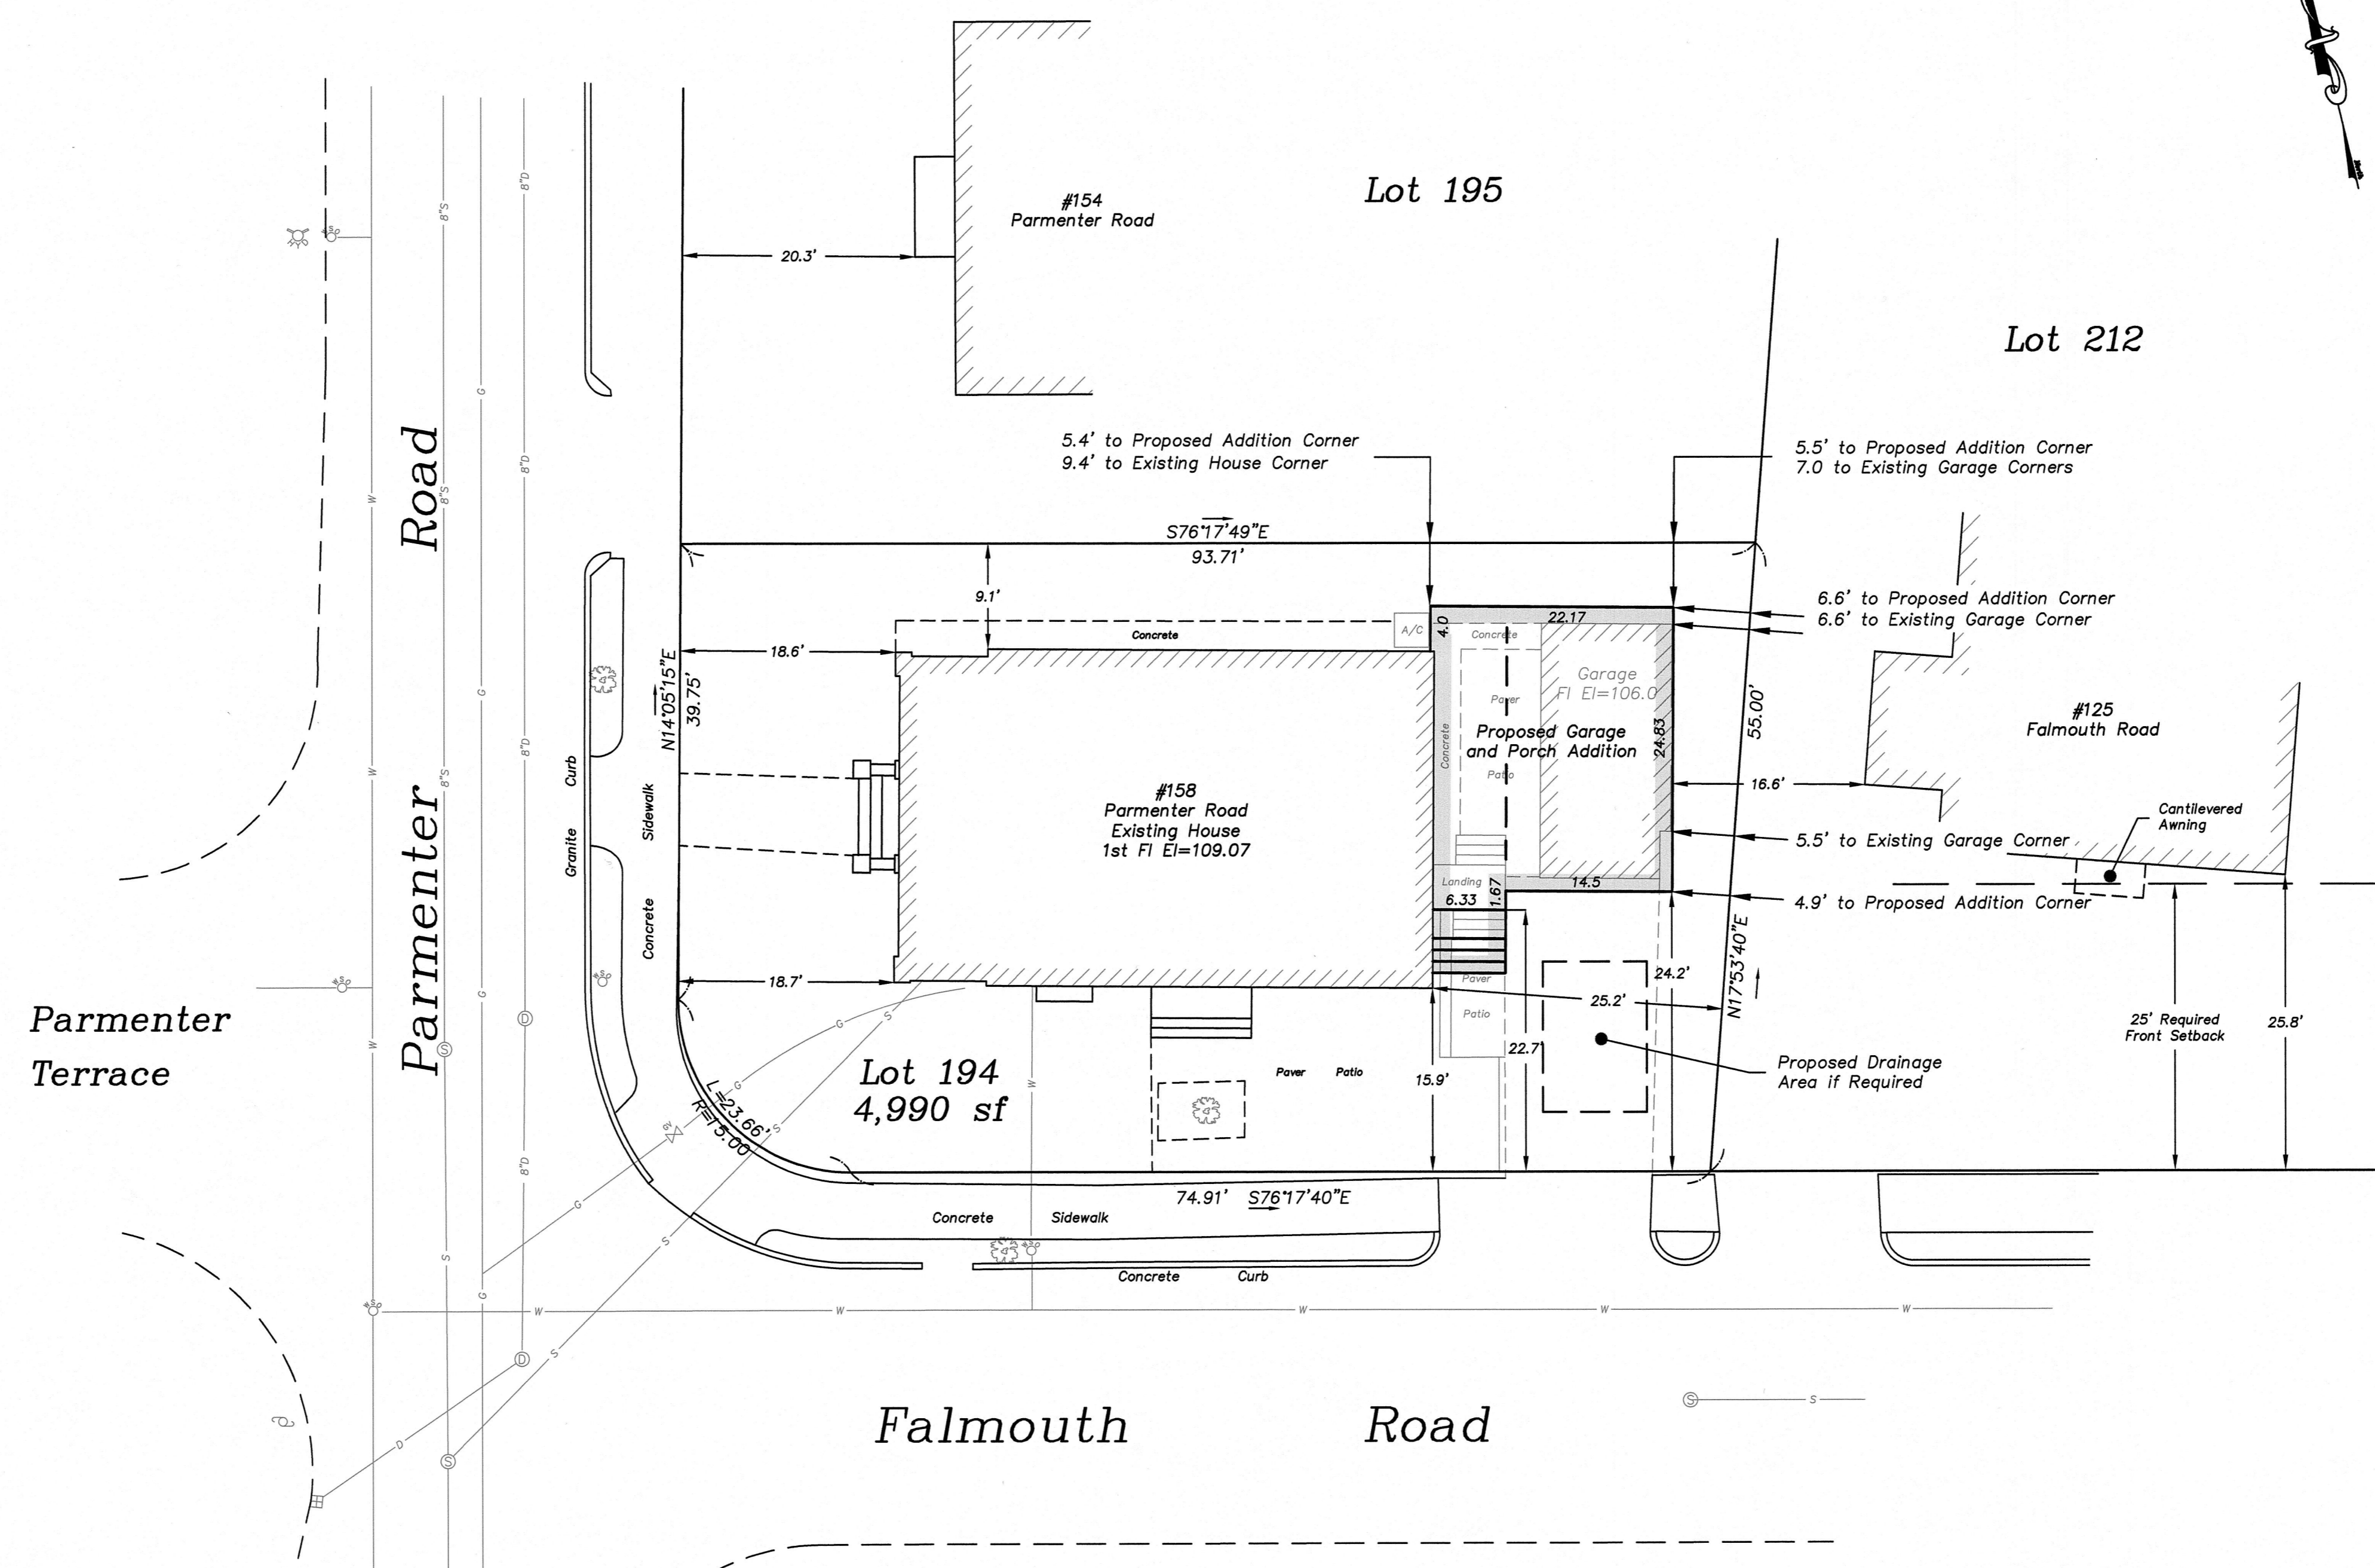 #154
Parmenter Road
Lot 195
20.3'
Lot 212
5.4' to Proposed Addition Corner
9.4' to Existing House Corner
5.5' to Proposed Addition Corner
7.0 to Existing Garage Corners
S76°17'49"E
93.71'
9.1'
6.6' to Proposed Addition Corner
6.6' to Existing Garage Corner
Concrete
A/C
4.0
Concrete
22.17
18.6'
N14°05'15"E
39.75'
Garage
Fl El=106.0
Paver
Patio
Concrete
Proposed Garage
and Porch Addition
24.83
55.00'
#125
Falmouth Road
16.6'
Cantilevered
Awning
#158
Parmenter Road
Existing House
1st Fl El=109.07
5.5' to Existing Garage Corner
4.9' to Proposed Addition Corner
Landing
6.33
1.67
14.5
Granite Curb
Concrete Sidewalk
18.7'
Paver
Patio
25.2'
24.2'
N17°53'40"E
22.7'
15.9'
25' Required
Front Setback
25.8'
Proposed Drainage
Area if Required
Parmenter Road
Parmenter
Terrace
Lot 194
4,990 sf
Paver Patio
L=23.66'
R=15.00
GV
74.91' S76°17'40"E
Concrete Sidewalk
Concrete Curb
Falmouth Road
W
W
W
W
8"S
8"S
8"S
S
G
G
G
G
8"D
8"D
8"D
8"D
D
S
D
S
D
G
G
G
S
S
S
S
W
W
W
W
W
W
S
S